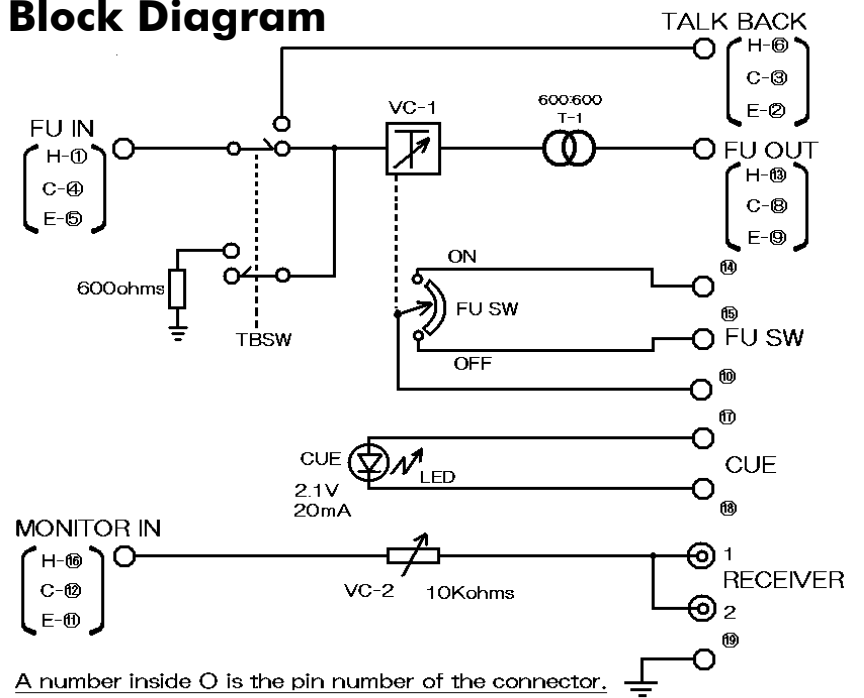 Block Diagram
TALK BACK
H-⑥
C-③
E-②
VC-1
600:600
T-1
FU IN
H-①
C-④
E-⑤
FU OUT
H-⑬
C-⑧
E-⑨
ON
⑭
600ohms
FU SW
⑮
FU SW
TBSW
OFF
⑩
⑰
CUE
LED
CUE
2.1V
20mA
⑱
MONITOR IN
H-⑯
C-⑫
E-⑪
1
RECEIVER
VC-2
10Kohms
2
⑲
A number inside O is the pin number of the connector.